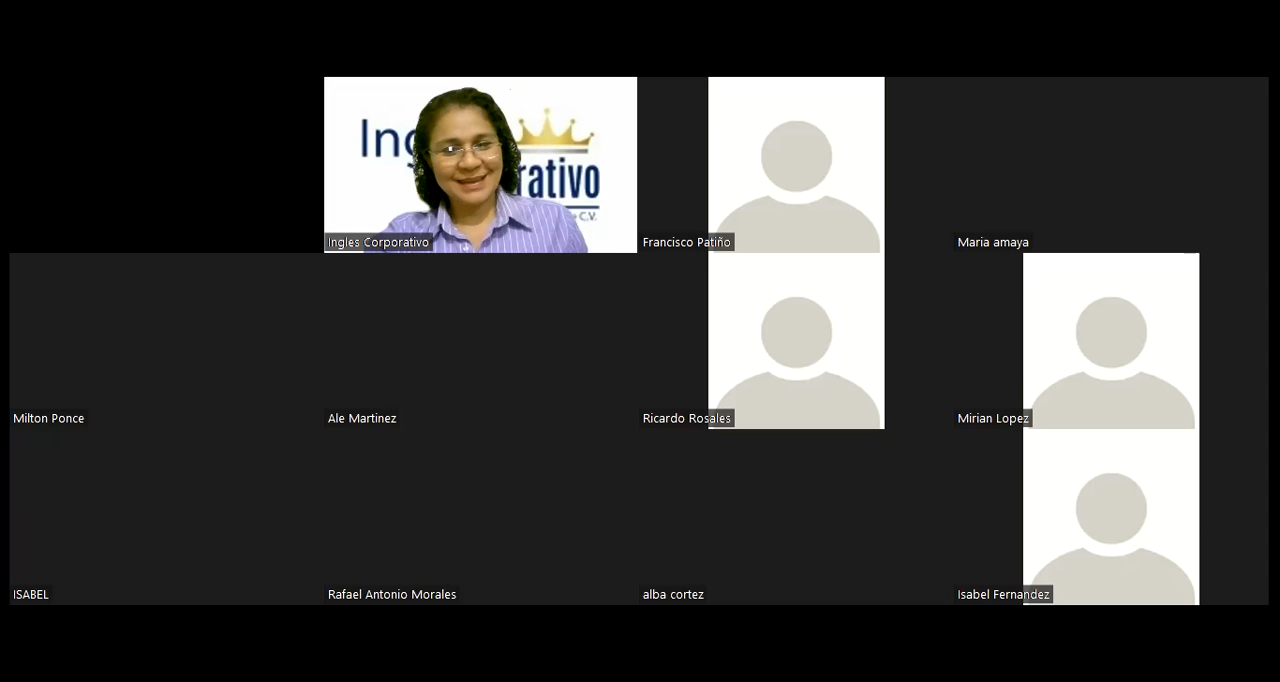 Ing
rativo
C.V.
Ingles Corporativo
Francisco Patiño
Maria amaya
Milton Ponce
Ale Martinez
Ricardo Rosales
Mirian Lopez
ISABEL
Rafael Antonio Morales
alba cortez
Isabel Fernandez